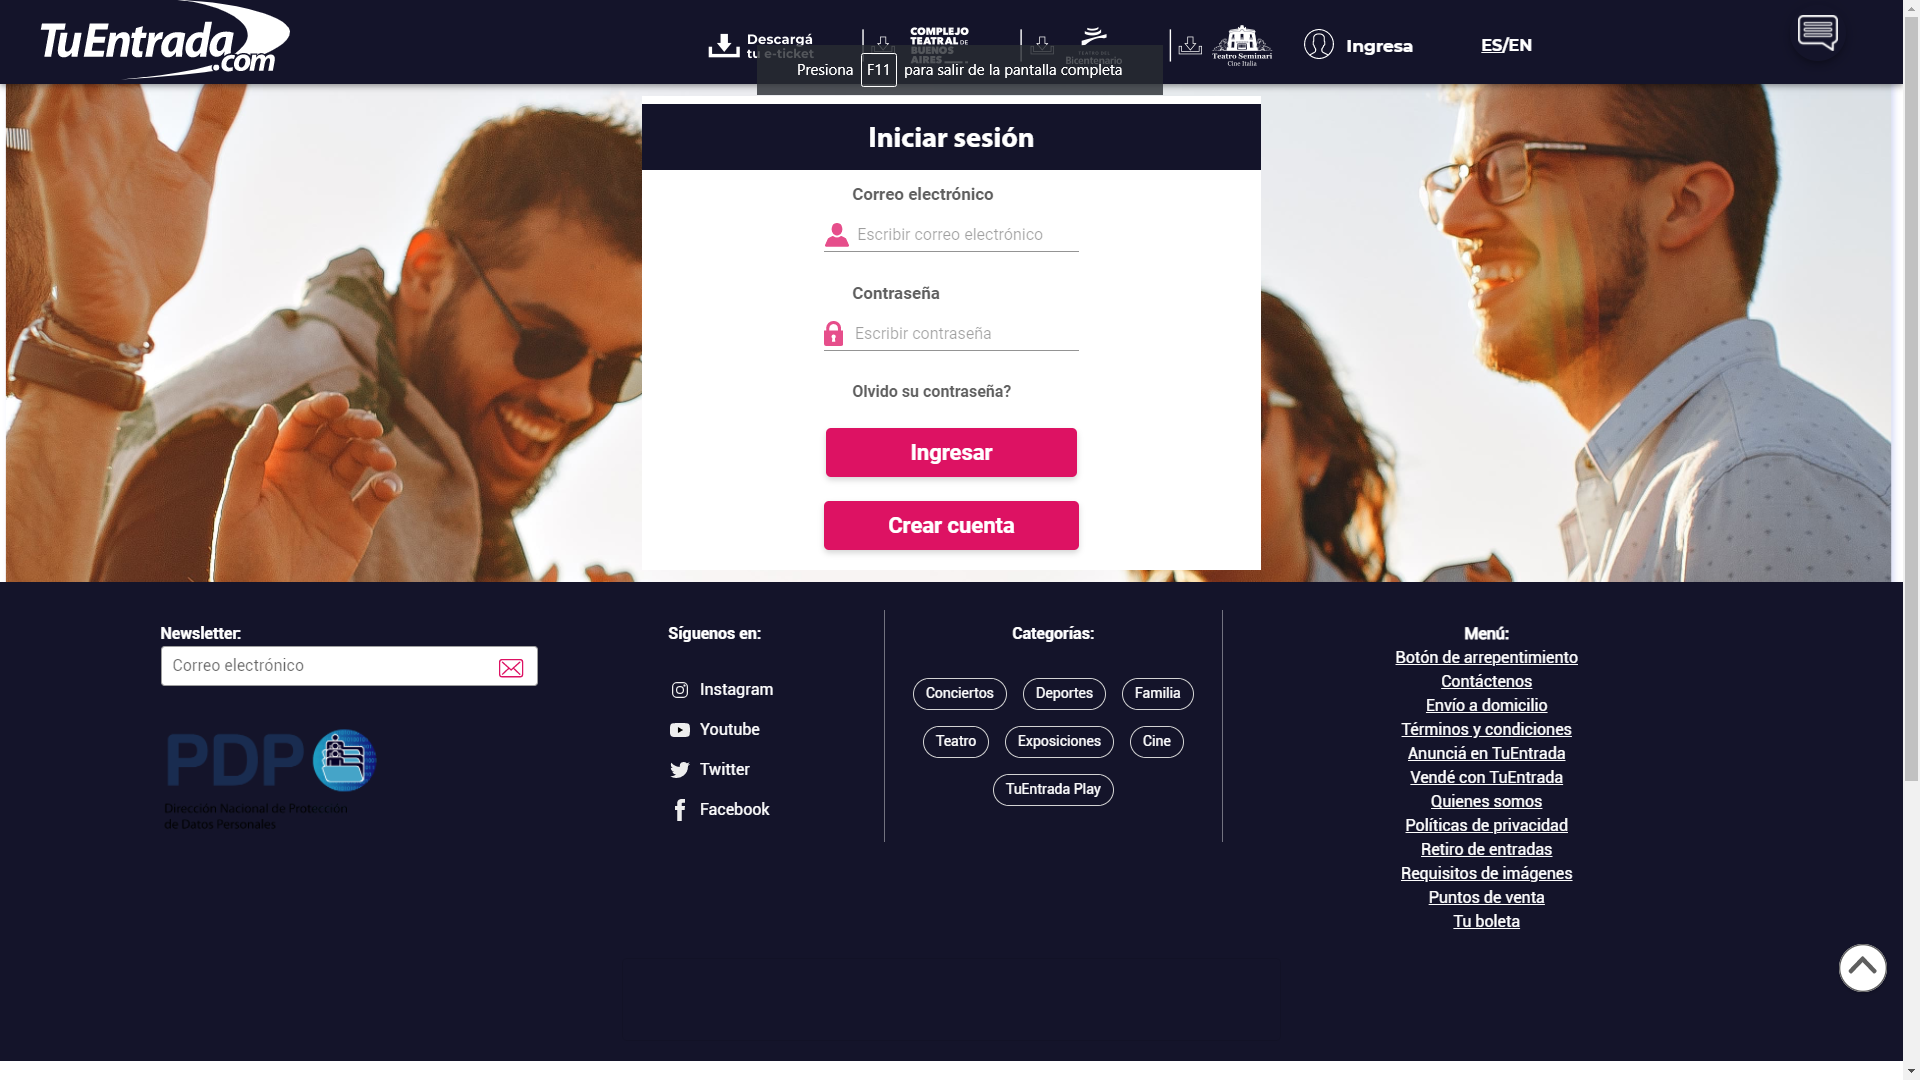 TuEntrada.com
Descargá
tu e-ticket
COMPLEJO
TEATRAL DE
BUENOS
AIRES
TEATRO DEL
Bicentenario
Teatro Seminari
Cine Italia
Ingresa
ES/EN
Presiona F11 para salir de la pantalla completa
Iniciar sesión
Correo electrónico
Escribir correo electrónico
Contraseña
Escribir contraseña
Olvido su contraseña?
Ingresar
Crear cuenta
Newsletter:
Correo electrónico
PDP
Dirección Nacional de Protección
de Datos Personales
Síguenos en:
Instagram
Youtube
Twitter
Facebook
Categorías:
Conciertos
Deportes
Familia
Teatro
Exposiciones
Cine
TuEntrada Play
Menú:
Botón de arrepentimiento
Contáctenos
Envío a domicilio
Términos y condiciones
Anunciá en TuEntrada
Vendé con TuEntrada
Quienes somos
Políticas de privacidad
Retiro de entradas
Requisitos de imágenes
Puntos de venta
Tu boleta